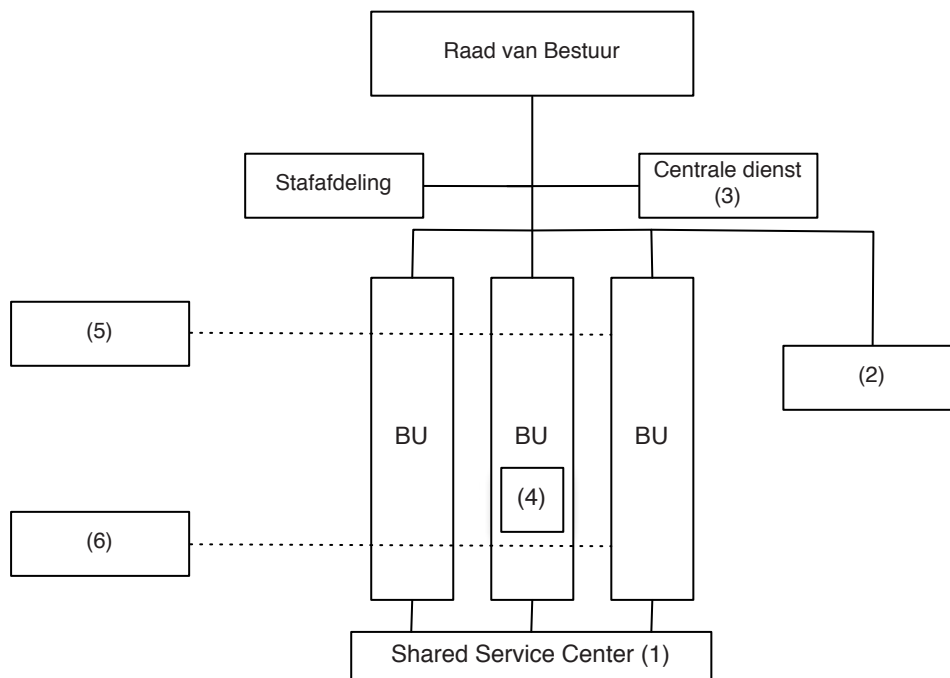 Raad van Bestuur
Stafafdeling
Centrale dienst
(3)
(5)
(2)
BU
BU
BU
(4)
(6)
Shared Service Center (1)